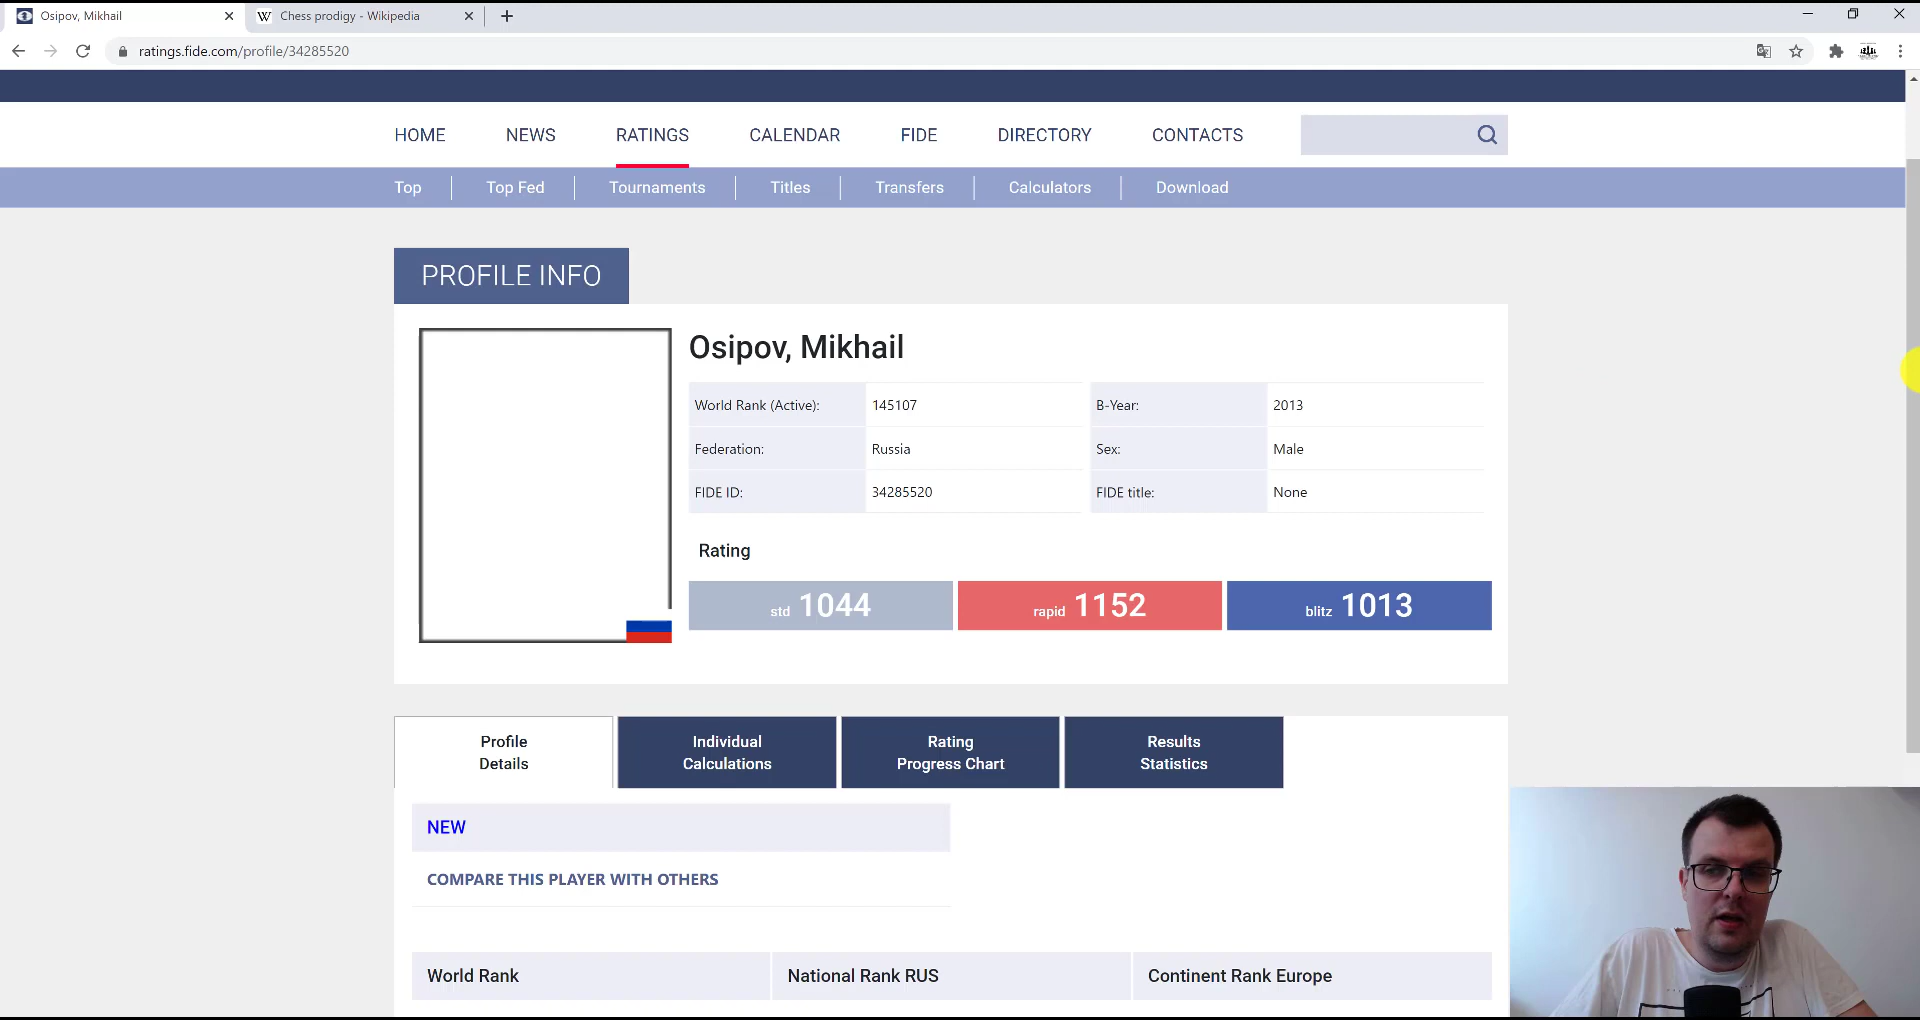 Osipov, Mikhail
Chess prodigy - Wikipedia
ratings.fide.com/profile/34285520
HOME NEWS RATINGS CALENDAR FIDE DIRECTORY CONTACTS
Top Top Fed Tournaments Titles Transfers Calculators Download
PROFILE INFO
Osipov, Mikhail
World Rank (Active): 145107 B-Year: 2013
Federation: Russia Sex: Male
FIDE ID: 34285520 FIDE title: None
Rating
std 1044 rapid 1152 blitz 1013
Profile Individual Rating Results
Details Calculations Progress Chart Statistics
NEW
COMPARE THIS PLAYER WITH OTHERS
World Rank National Rank RUS Continent Rank Europe